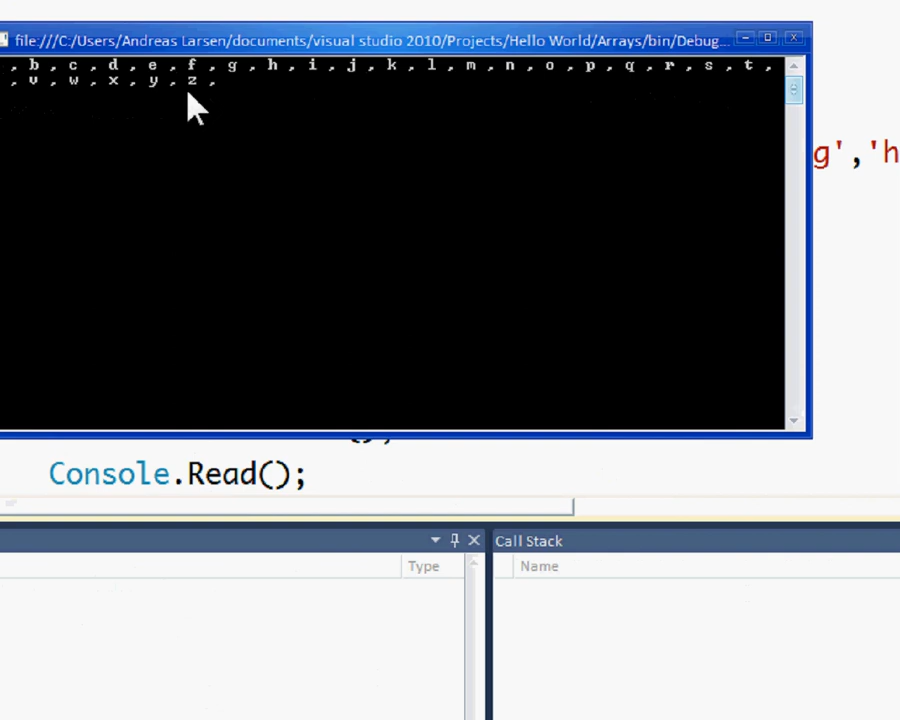 file:///C:/Users/Andreas Larsen/documents/visual studio 2010/Projects/Hello World/Arrays/bin/Debug...
, b , c , d , e , f , g , h , i , j , k , l , m , n , o , p , q , r , s , t ,
, v , w , x , y , z ,
g','h
Console.Read();
Call Stack
Type
Name